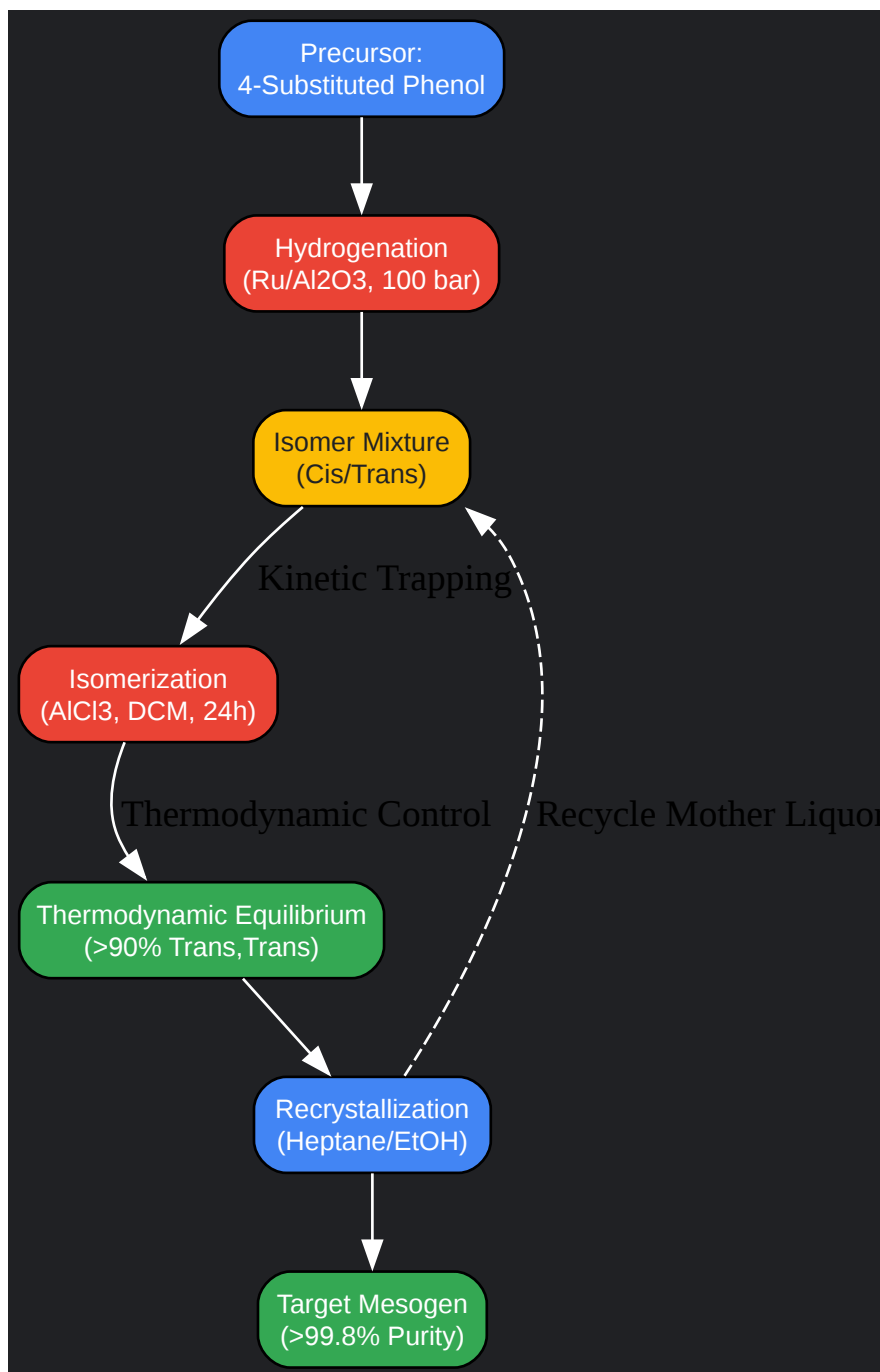 Precursor:
4-Substituted Phenol
Hydrogenation
(Ru/Al2O3, 100 bar)
Isomer Mixture
(Cis/Trans)
Kinetic Trapping
Isomerization
(AlCl3, DCM, 24h)
Thermodynamic Control
Recycle Mother Liquor
Thermodynamic Equilibrium
(>90% Trans,Trans)
Recrystallization
(Heptane/EtOH)
Target Mesogen
(>99.8% Purity)